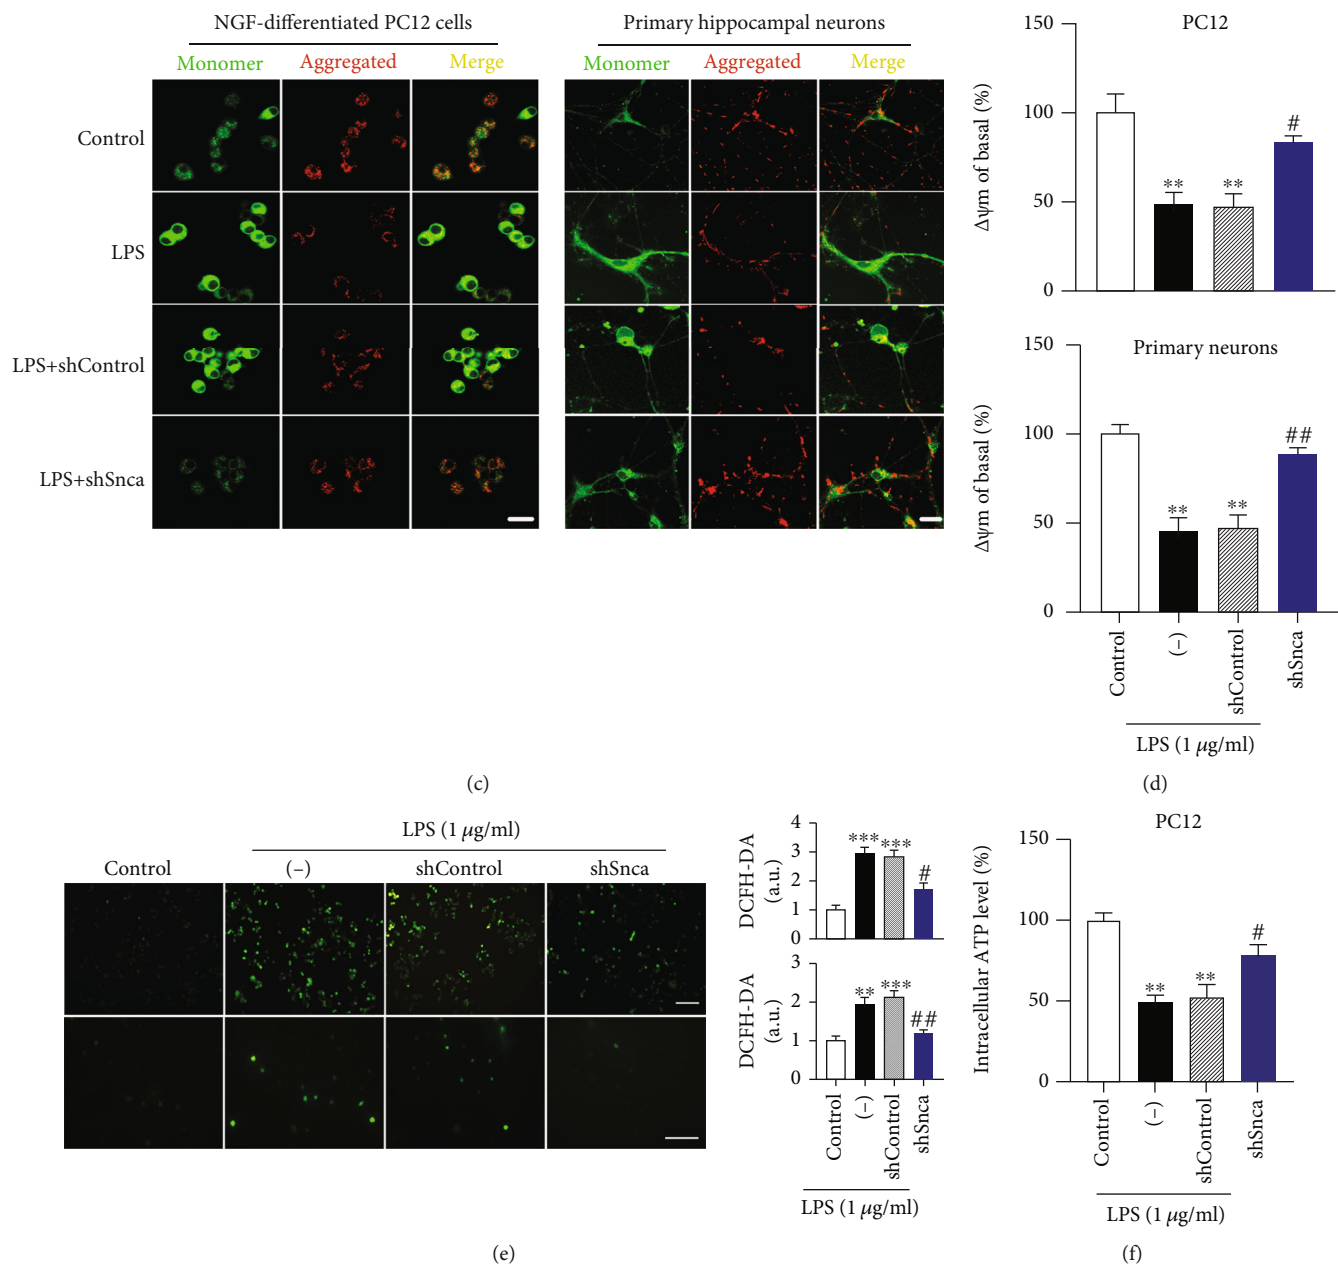 NGF-differentiated PC12 cells
Primary hippocampal neurons
Monomer Aggregated Merge
Monomer Aggregated Merge
Control
LPS
LPS+shControl
LPS+shSnca
(c)
PC12
150
100
50
0
Δψm of basal (%)
**
**
#
Primary neurons
150
100
50
0
Δψm of basal (%)
**
**
##
Control
(–)
shControl
shSnca
LPS (1 μg/ml)
(d)
LPS (1 μg/ml)
Control (–) shControl shSnca
4
3
2
1
0
DCFH-DA
(a.u.)
***
***
#
3
2
1
0
DCFH-DA
(a.u.)
**
***
##
Control
(–)
shControl
shSnca
LPS (1 μg/ml)
(e)
PC12
150
100
50
0
Intracellular ATP level (%)
**
**
#
Control
(–)
shControl
shSnca
LPS (1 μg/ml)
(f)